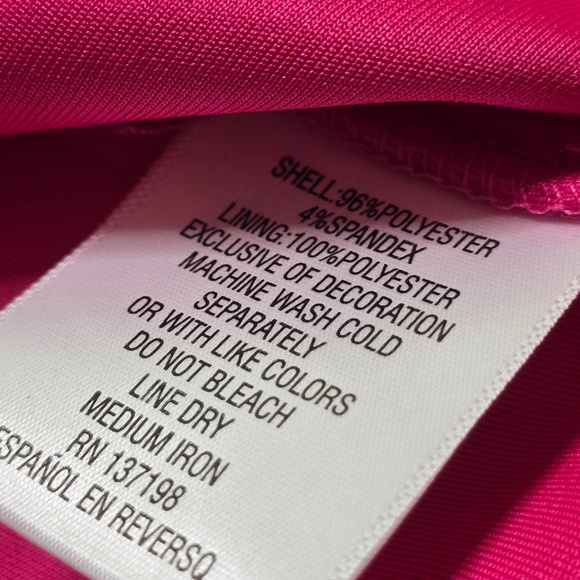 SHELL:96%POLYESTER
4%SPANDEX
LINING:100%POLYESTER
EXCLUSIVE OF DECORATION
MACHINE WASH COLD
SEPARATELY
OR WITH LIKE COLORS
DO NOT BLEACH
LINE DRY
MEDIUM IRON
RN 137198
ESPAÑOL EN REVERSO